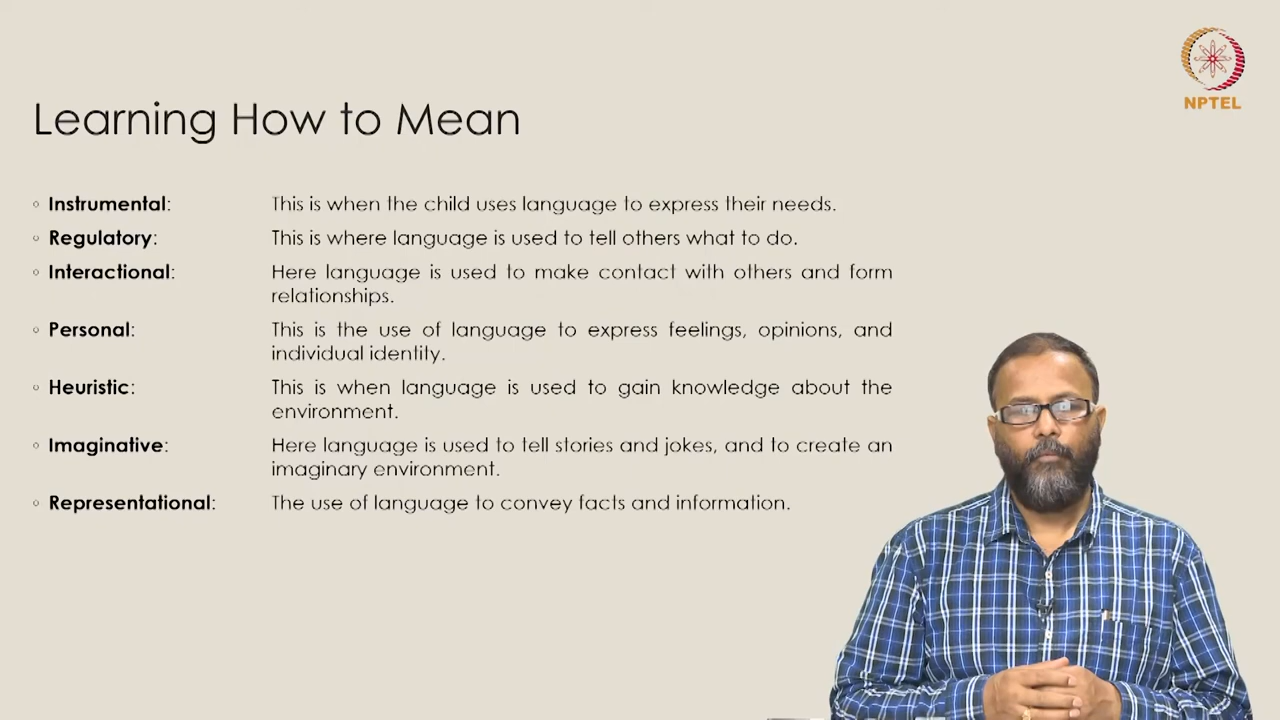 NPTEL
Learning How to Mean
◦ Instrumental: This is when the child uses language to express their needs.
◦ Regulatory: This is where language is used to tell others what to do.
◦ Interactional: Here language is used to make contact with others and form
relationships.
◦ Personal: This is the use of language to express feelings, opinions, and
individual identity.
◦ Heuristic: This is when language is used to gain knowledge about the
environment.
◦ Imaginative: Here language is used to tell stories and jokes, and to create an
imaginary environment.
◦ Representational: The use of language to convey facts and information.